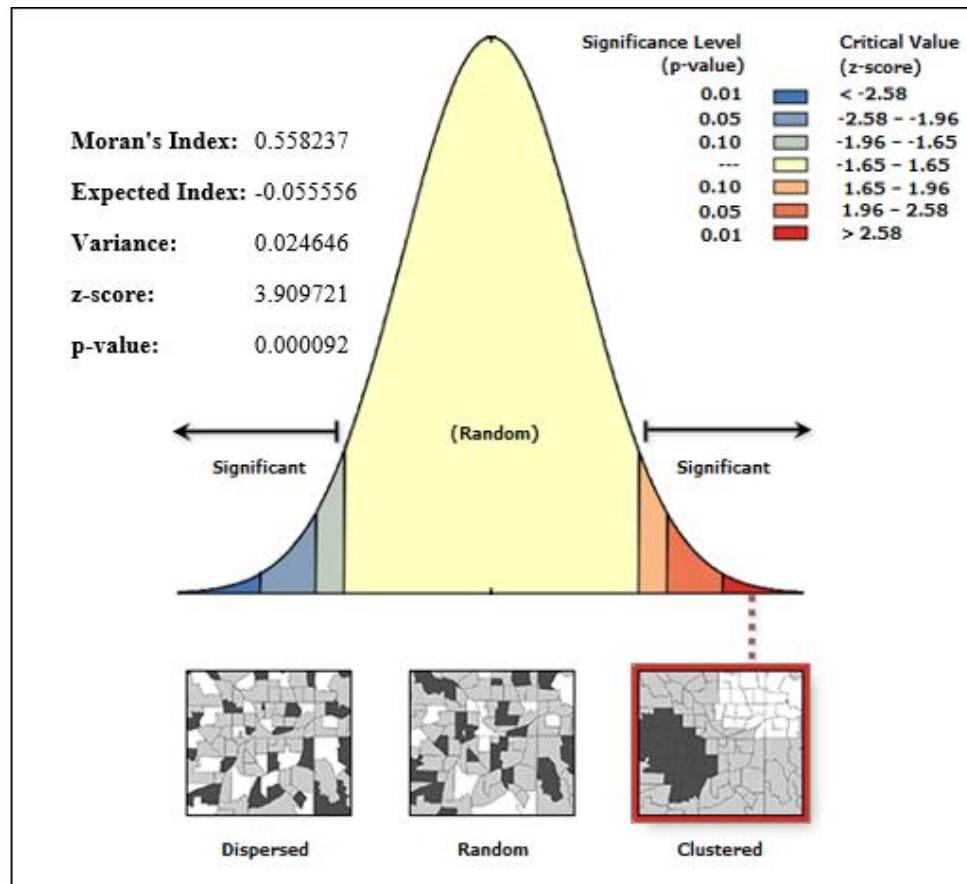 Significance Level Critical Value
(p-value) (z-score)
0.01 < -2.58
0.05 -2.58 – -1.96
0.10 -1.96 – -1.65
--- -1.65 – 1.65
0.10 1.65 – 1.96
0.05 1.96 – 2.58
0.01 > 2.58
Moran's Index: 0.558237
Expected Index: -0.055556
Variance: 0.024646
z-score: 3.909721
p-value: 0.000092
(Random)
Significant Significant
Dispersed Random Clustered